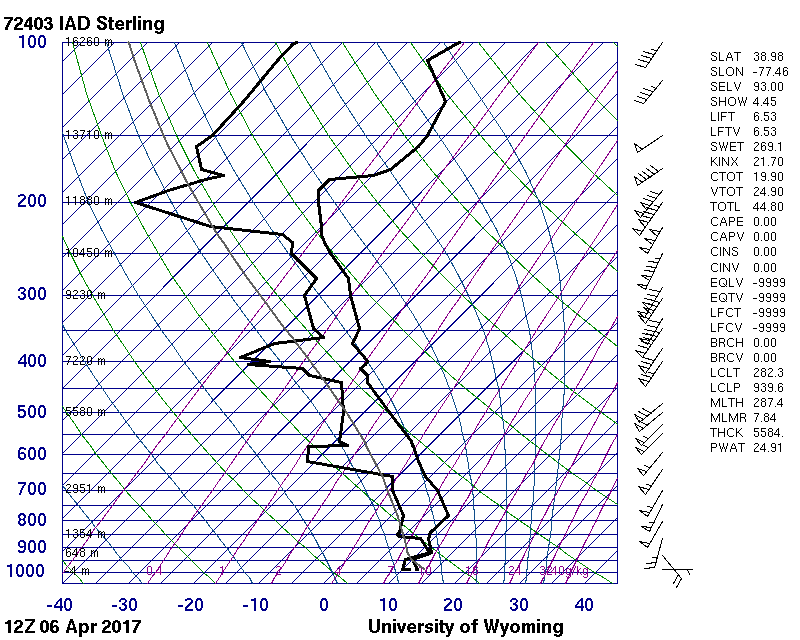 72403 IAD Sterling
100
16260 m
13710 m
200
11880 m
10450 m
300
9230 m
400
7220 m
500
5580 m
600
700
2951 m
800
900
1354 m
646 m
1000
-4 m
0.4
1
2
4
7
10
16
24
32
40g/kg
-40
-30
-20
-10
0
10
20
30
40
12Z 06 Apr 2017
University of Wyoming
SLAT 38.98
SLON -77.46
SELV 93.00
SHOW 4.45
LIFT 6.53
LFTV 6.53
SWET 269.1
KINX 21.70
CTOT 19.90
VTOT 24.90
TOTL 44.80
CAPE 0.00
CAPV 0.00
CINS 0.00
CINV 0.00
EQLV -9999
EQTV -9999
LFCT -9999
LFCV -9999
BRCH 0.00
BRCV 0.00
LCLT 282.3
LCLP 939.6
MLTH 287.4
MLMR 7.84
THCK 5584.
PWAT 24.91